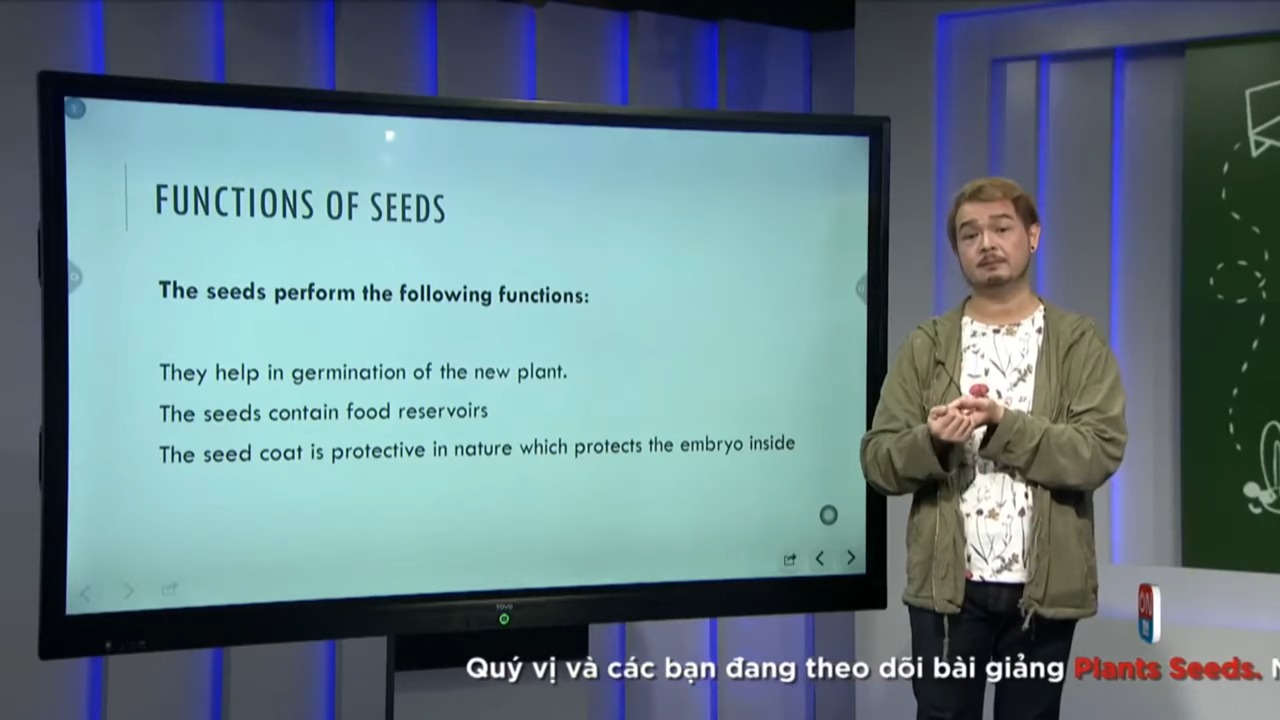 FUNCTIONS OF SEEDS
The seeds perform the following functions:
They help in germination of the new plant.
The seeds contain food reservoirs
The seed coat is protective in nature which protects the embryo inside
ON
Quý vị và các bạn đang theo dõi bài giảng Plants Seeds.